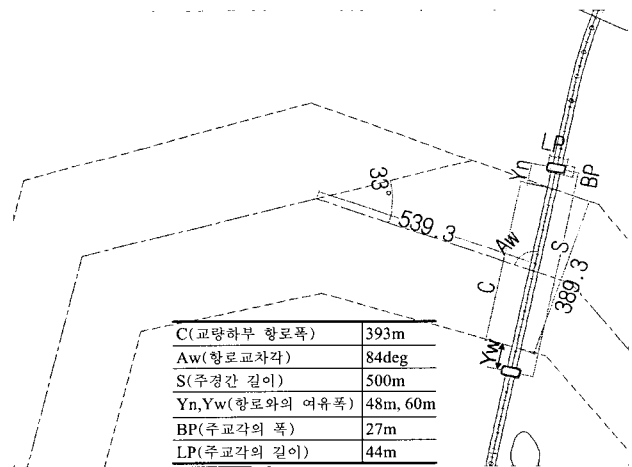 LP
Yn
BP
33°
539.3
Aw
S
C
389.3
Yw
C(교량하부 항로폭) 393m
Aw(항로교차각) 84deg
S(주경간 길이) 500m
Yn,Yw(항로와의 여유폭) 48m, 60m
BP(주교각의 폭) 27m
LP(주교각의 길이) 44m